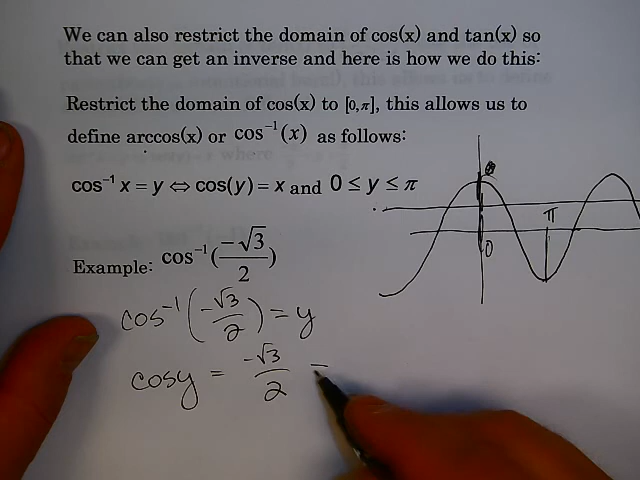 We can also restrict the domain of cos(x) and tan(x) so
that we can get an inverse and here is how we do this:
Restrict the domain of cos(x) to [0,π], this allows us to
define arccos(x) or cos⁻¹(x) as follows:
cos⁻¹ x = y ⇔ cos(y) = x and 0 ≤ y ≤ π
π
0
Example: cos⁻¹(-√3/2)
cos⁻¹(-√3/2) = y
cos y = -√3/2 =